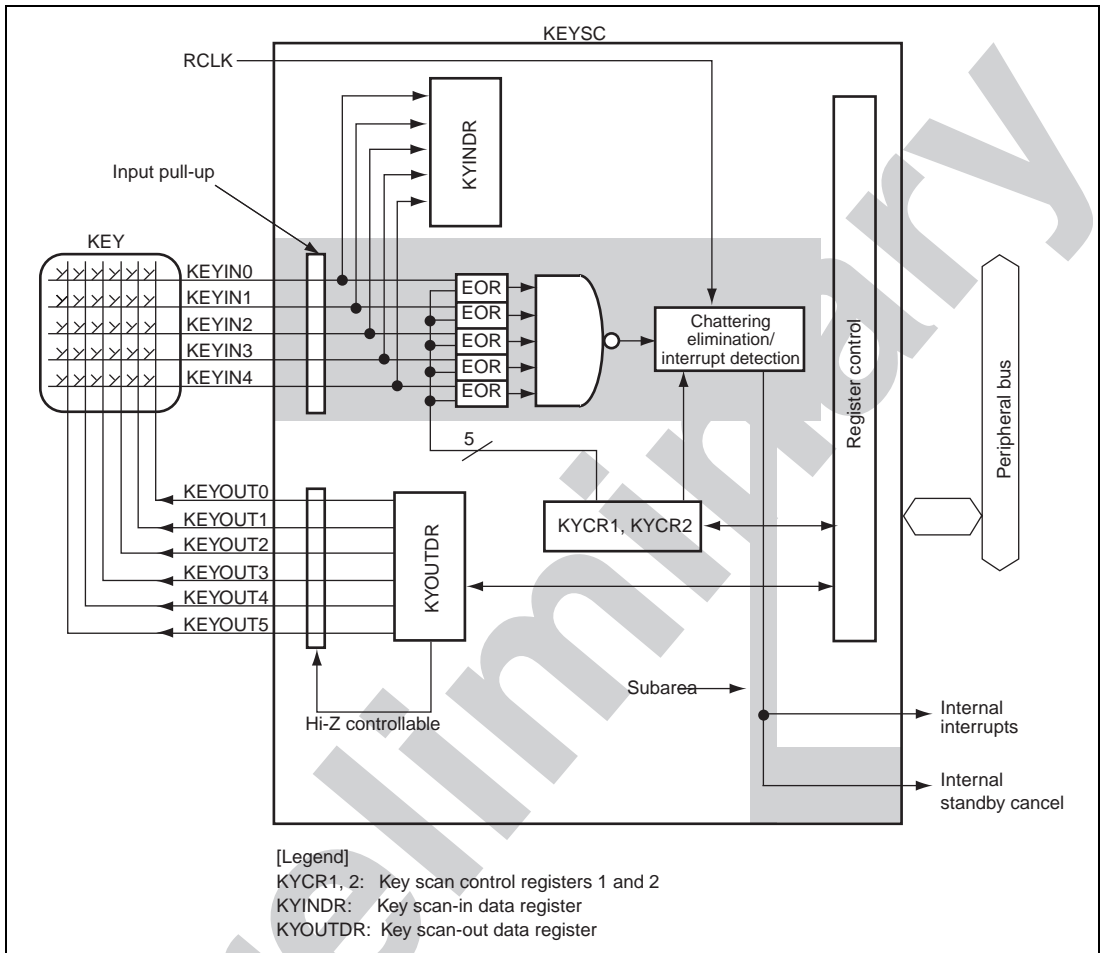 KEYSC
RCLK
KYINDR
Input pull-up
KEY
KEYIN0
KEYIN1
KEYIN2
KEYIN3
KEYIN4
EOR
EOR
EOR
EOR
EOR
Chattering
elimination/
interrupt detection
Register control
Peripheral bus
5
KYCR1, KYCR2
KEYOUT0
KEYOUT1
KEYOUT2
KEYOUT3
KEYOUT4
KEYOUT5
KYOUTDR
Hi-Z controllable
Subarea
Internal
interrupts
Internal
standby cancel
[Legend]
KYCR1, 2: Key scan control registers 1 and 2
KYINDR: Key scan-in data register
KYOUTDR: Key scan-out data register
eliminary